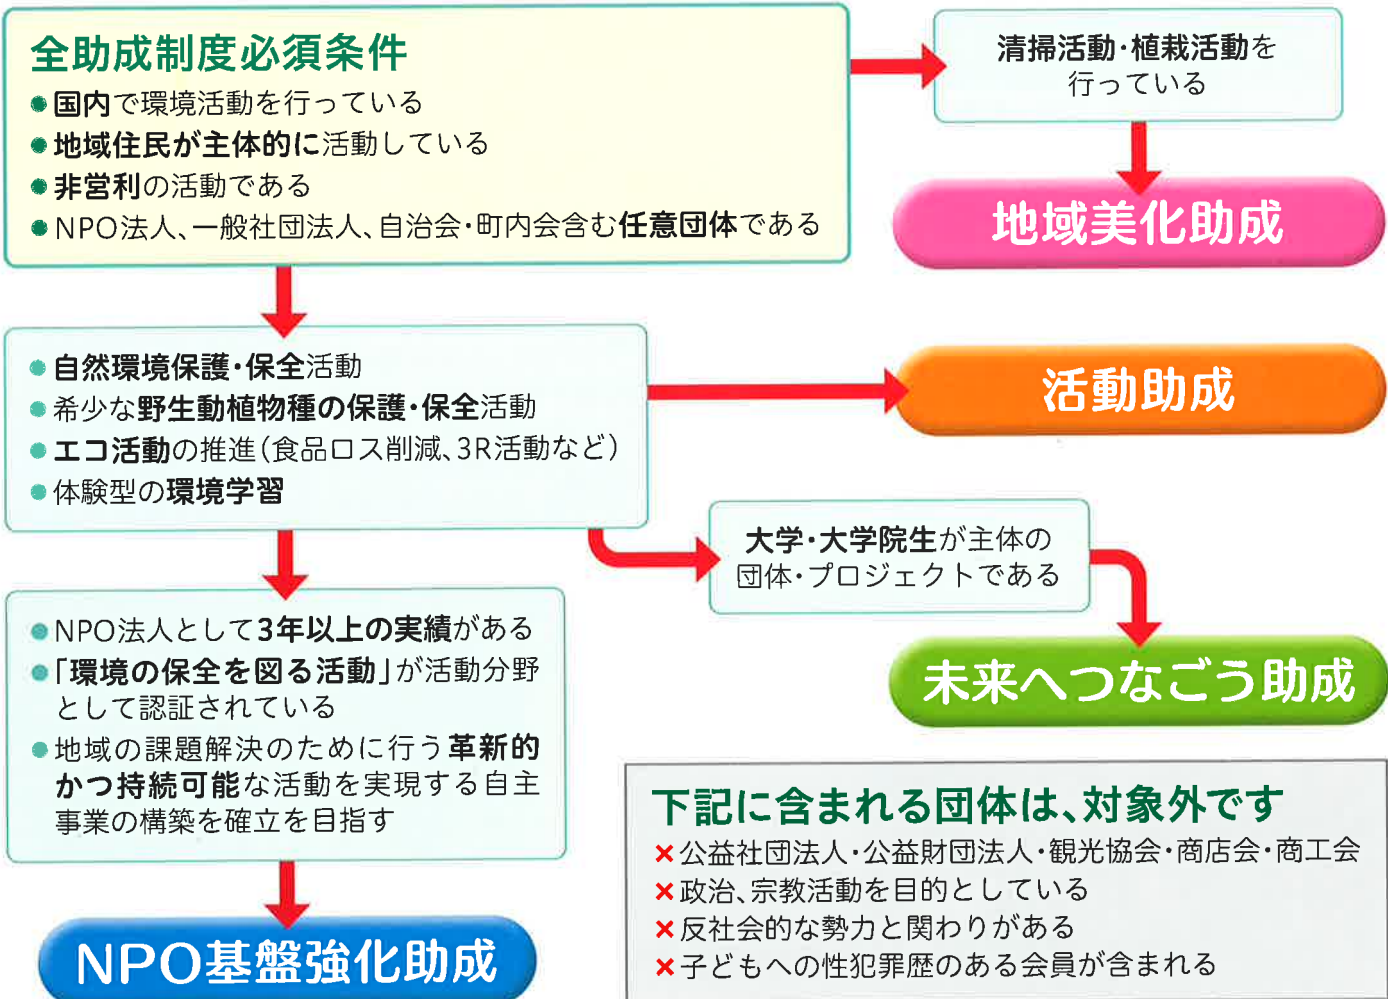 全助成制度必須条件
●国内で環境活動を行っている
●地域住民が主体的に活動している
●非営利の活動である
●NPO法人、一般社団法人、自治会・町内会含む任意団体である
清掃活動・植栽活動を
行っている
地域美化助成
●自然環境保護・保全活動
●希少な野生動植物種の保護・保全活動
●エコ活動の推進(食品ロス削減、3R活動など)
●体験型の環境学習
活動助成
大学・大学院生が主体の
団体・プロジェクトである
未来へつなごう助成
●NPO法人として3年以上の実績がある
●「環境の保全を図る活動」が活動分野
として認証されている
●地域の課題解決のために行う革新的
かつ持続可能な活動を実現する自主
事業の構築を確立を目指す
NPO基盤強化助成
下記に含まれる団体は、対象外です
×公益社団法人・公益財団法人・観光協会・商店会・商工会
×政治、宗教活動を目的としている
×反社会的な勢力と関わりがある
×子どもへの性犯罪歴のある会員が含まれる